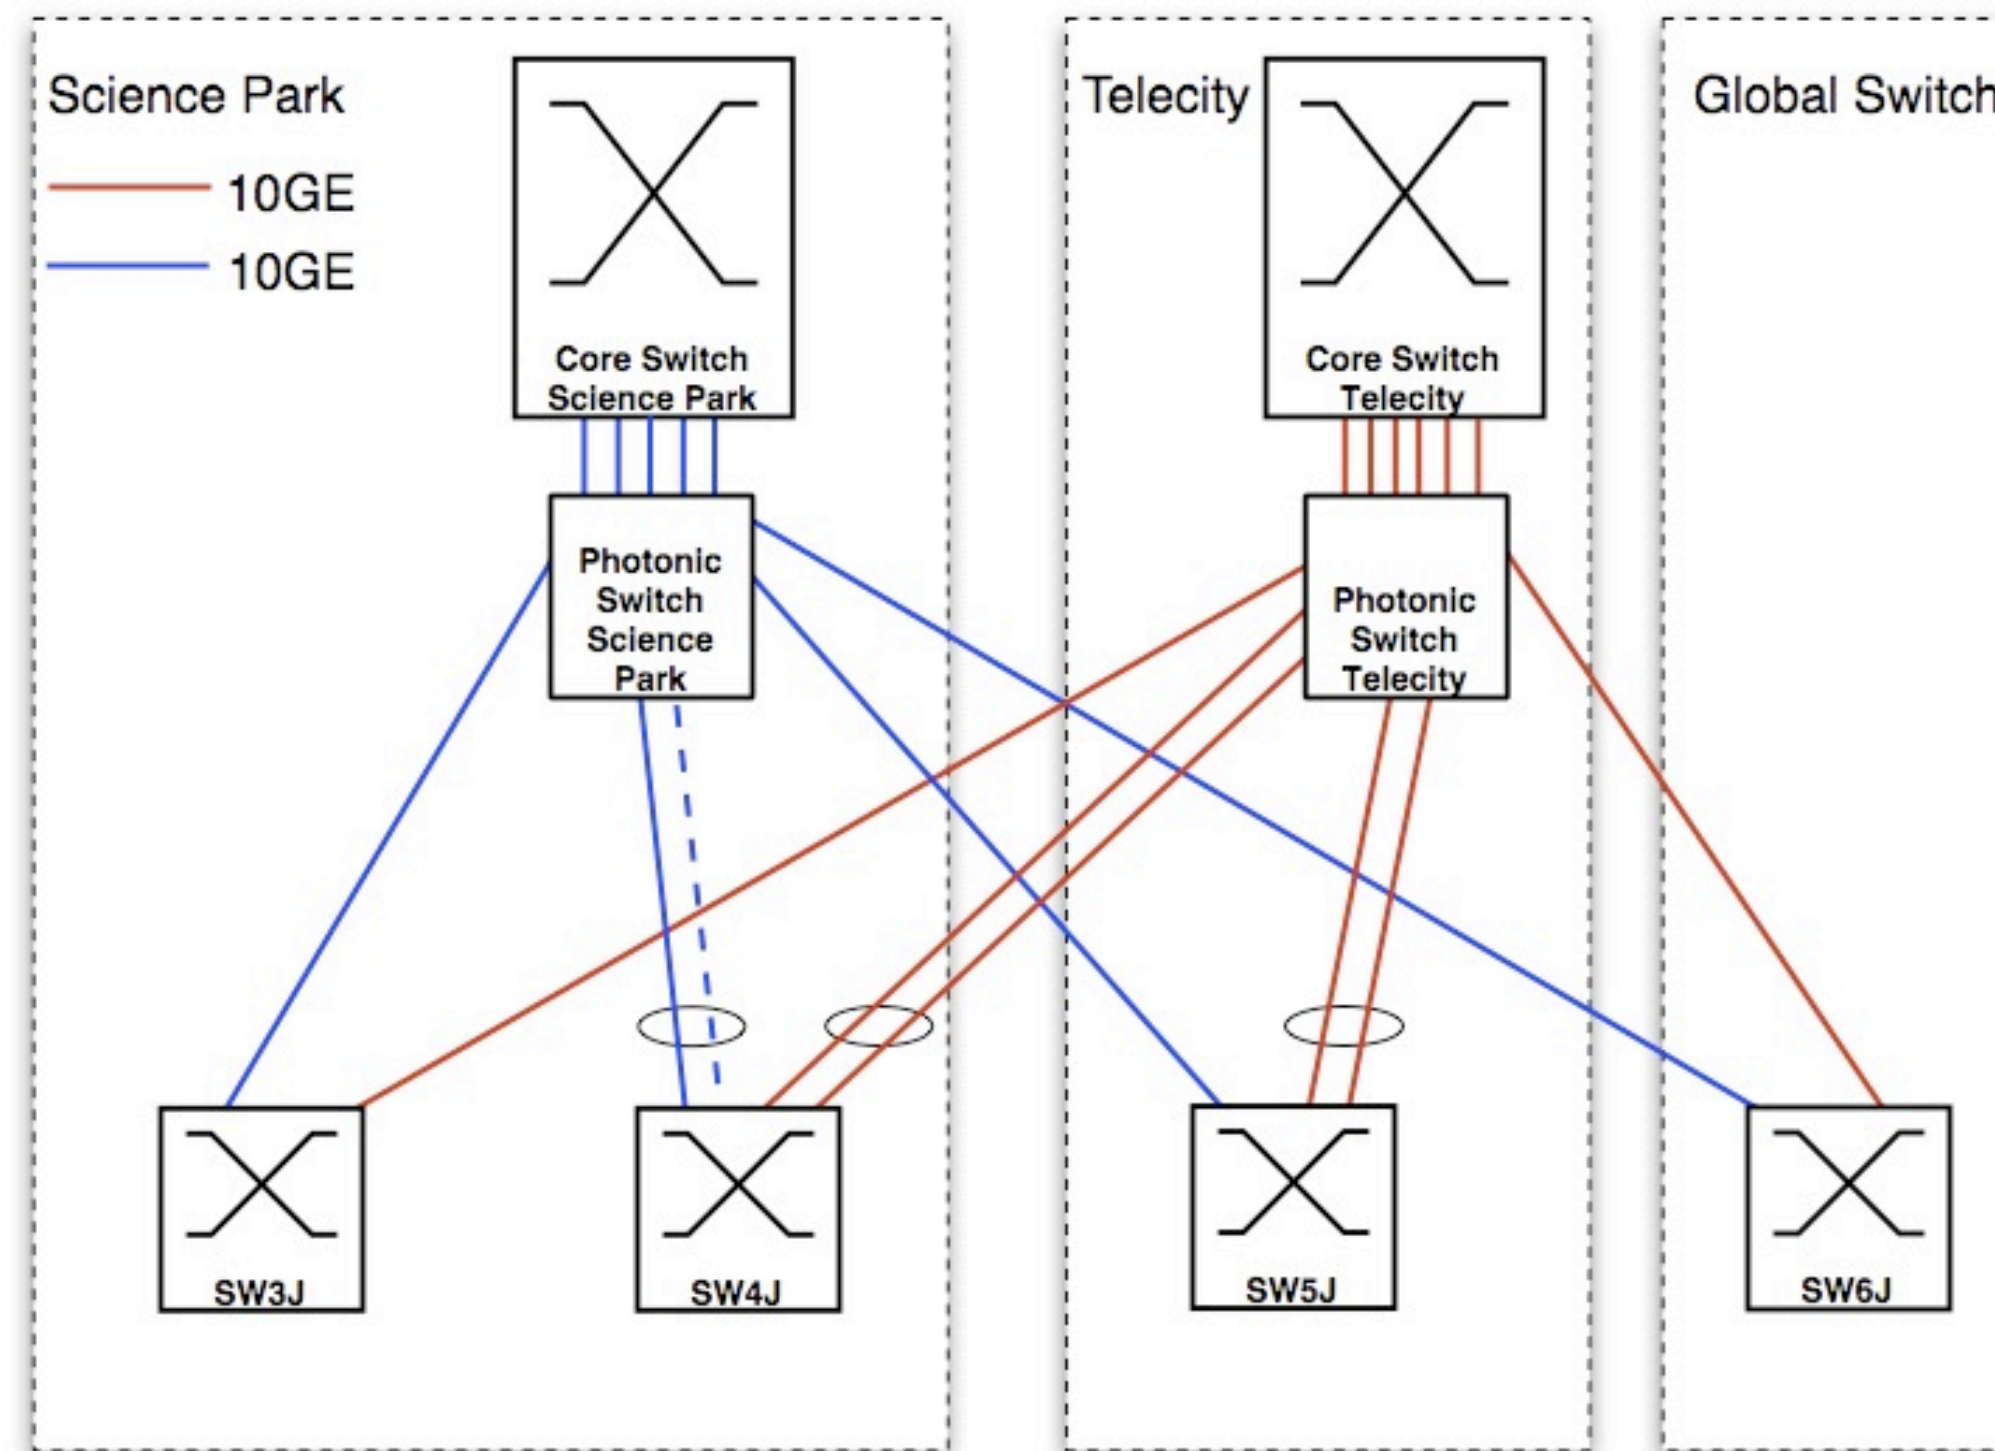 Science Park
10GE
10GE
Core Switch
Science Park
Photonic
Switch
Science
Park
SW3J
SW4J
Telecity
Core Switch
Telecity
Photonic
Switch
Telecity
SW5J
Global Switch
SW6J